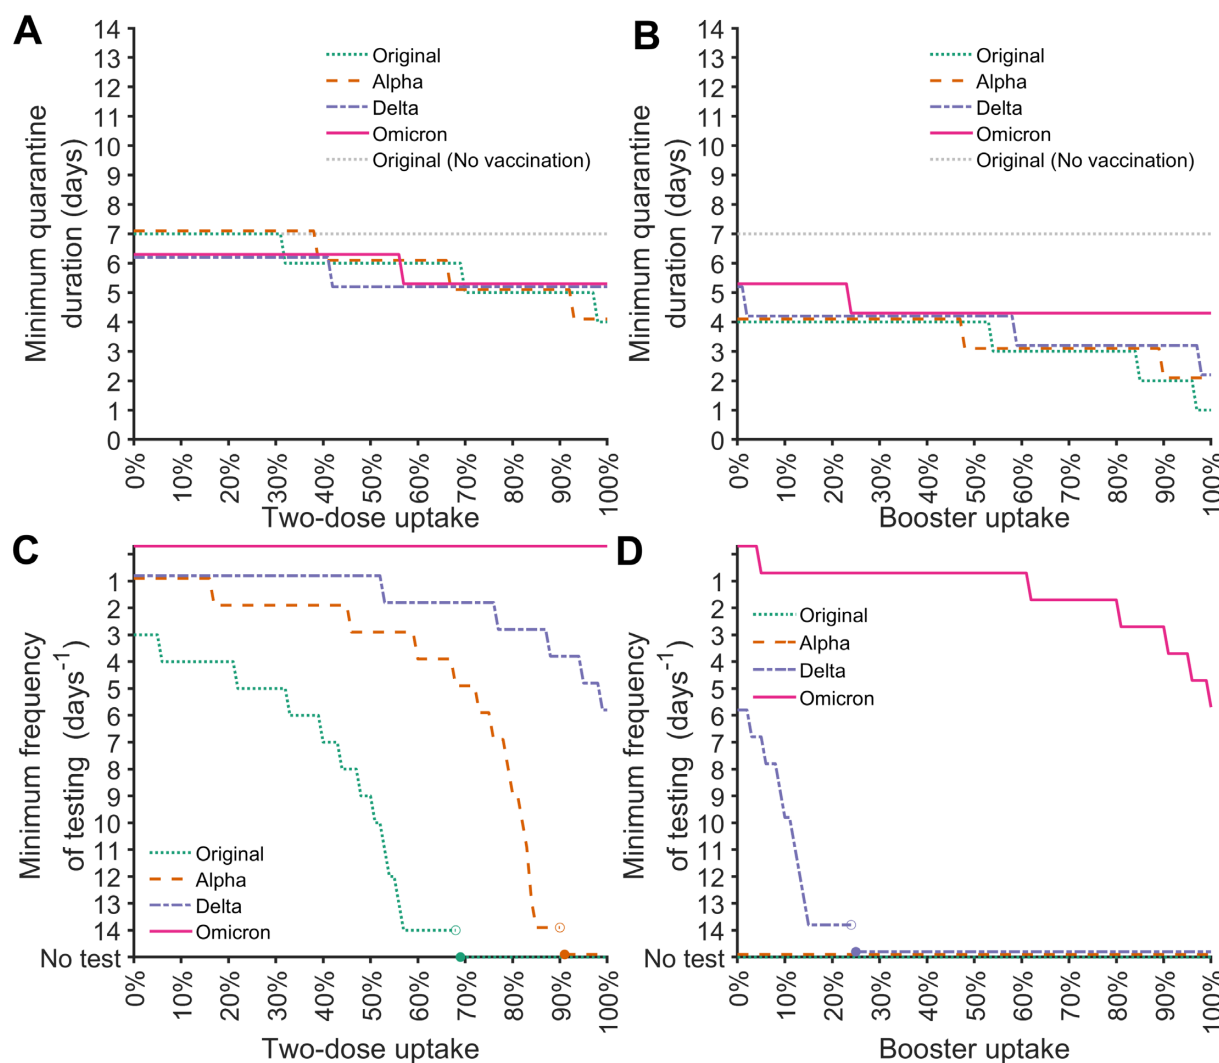 A
Minimum quarantine
duration (days)
14
13
12
11
10
9
8
7
6
5
4
3
2
1
0
Original
Alpha
Delta
Omicron
Original (No vaccination)
0%
10%
20%
30%
40%
50%
60%
70%
80%
90%
100%
Two-dose uptake
B
Minimum quarantine
duration (days)
14
13
12
11
10
9
8
7
6
5
4
3
2
1
0
Original
Alpha
Delta
Omicron
Original (No vaccination)
0%
10%
20%
30%
40%
50%
60%
70%
80%
90%
100%
Booster uptake
C
Minimum frequency
of testing (days⁻¹)
1
2
3
4
5
6
7
8
9
10
11
12
13
14
No test
Original
Alpha
Delta
Omicron
0%
10%
20%
30%
40%
50%
60%
70%
80%
90%
100%
Two-dose uptake
D
Minimum frequency
of testing (days⁻¹)
1
2
3
4
5
6
7
8
9
10
11
12
13
14
No test
Original
Alpha
Delta
Omicron
0%
10%
20%
30%
40%
50%
60%
70%
80%
90%
100%
Booster uptake